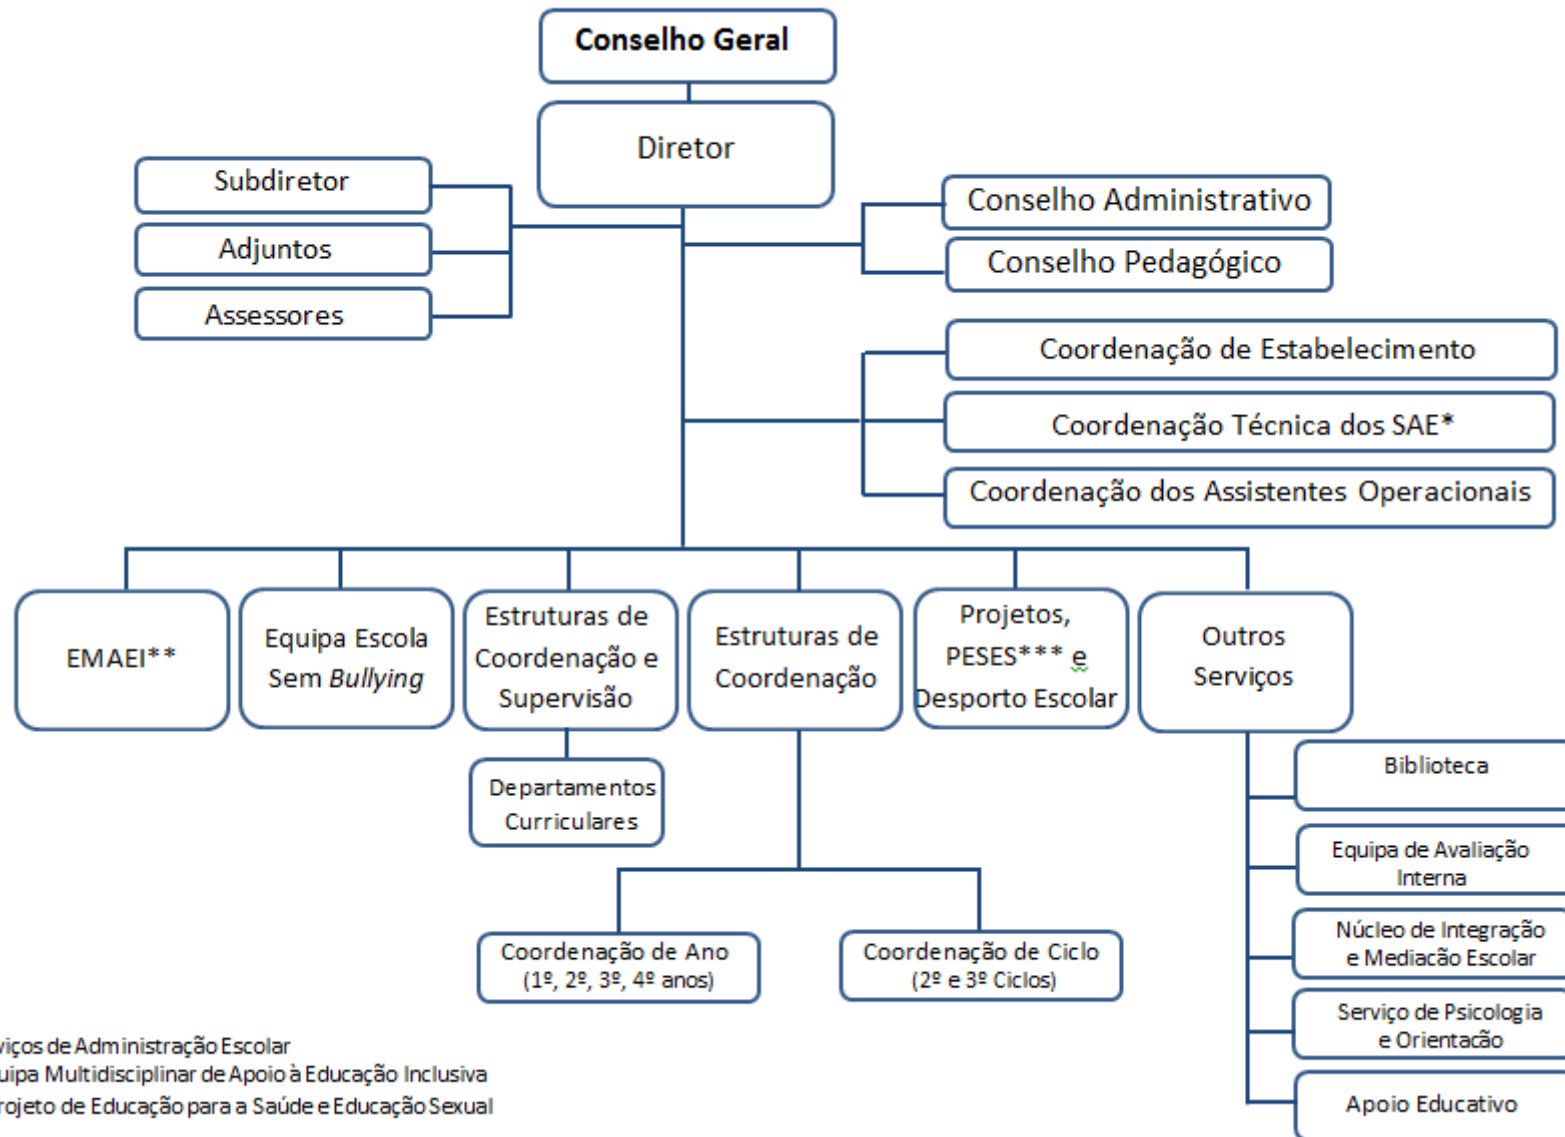 Conselho Geral
Diretor
Subdiretor
Adjuntos
Assessores
Conselho Administrativo
Conselho Pedagógico
Coordenação de Estabelecimento
Coordenação Técnica dos SAE*
Coordenação dos Assistentes Operacionais
EMAEI**
Equipa Escola
Sem Bullying
Estruturas de
Coordenação e
Supervisão
Estruturas de
Coordenação
Projetos,
PESES*** e
Desporto Escolar
Outros
Serviços
Departamentos
Curriculares
Coordenação de Ano
(1º, 2º, 3º, 4º anos)
Coordenação de Ciclo
(2º e 3º Ciclos)
Biblioteca
Equipa de Avaliação
Interna
Núcleo de Integração
e Mediacão Escolar
Serviço de Psicologia
e Orientacão
Apoio Educativo
viços de Administração Escolar
uipa Multidisciplinar de Apoio à Educação Inclusiva
rojeto de Educação para a Saúde e Educação Sexual